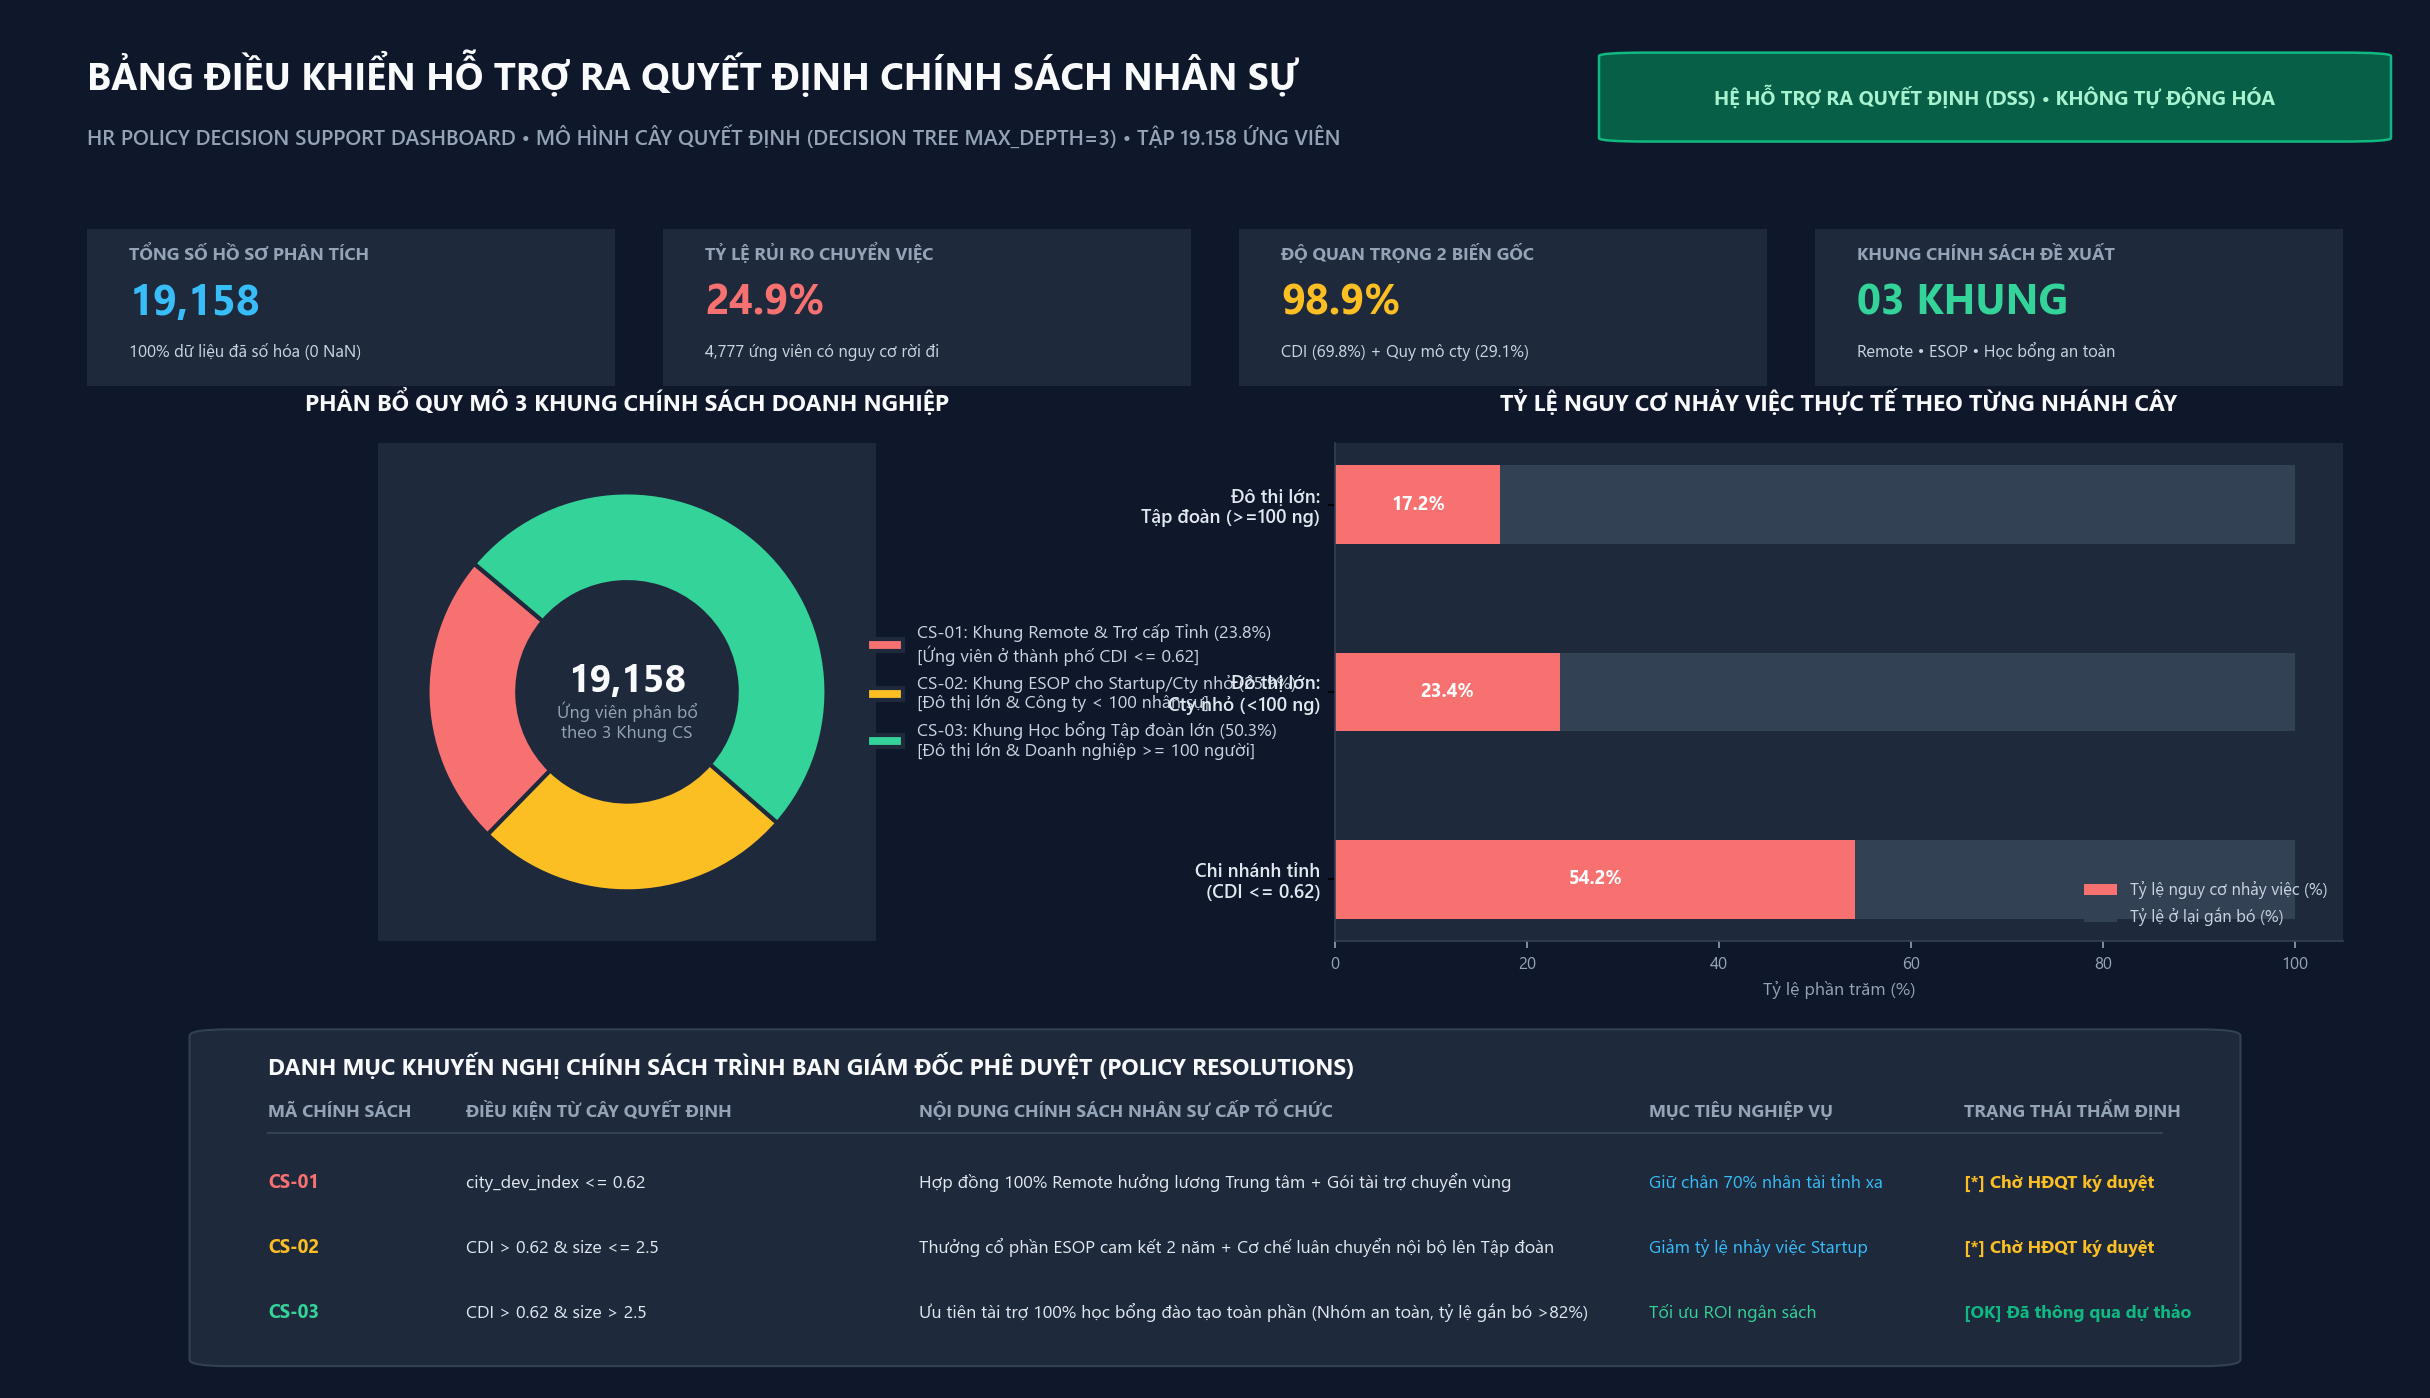 BẢNG ĐIỀU KHIỂN HỖ TRỢ RA QUYẾT ĐỊNH CHÍNH SÁCH NHÂN SỰ
HR POLICY DECISION SUPPORT DASHBOARD • MÔ HÌNH CÂY QUYẾT ĐỊNH (DECISION TREE MAX_DEPTH=3) • TẬP 19.158 ỨNG VIÊN
HỆ HỖ TRỢ RA QUYẾT ĐỊNH (DSS) • KHÔNG TỰ ĐỘNG HÓA
TỔNG SỐ HỒ SƠ PHÂN TÍCH
19,158
100% dữ liệu đã số hóa (0 NaN)
TỶ LỆ RỦI RO CHUYỂN VIỆC
24.9%
4,777 ứng viên có nguy cơ rời đi
ĐỘ QUAN TRỌNG 2 BIẾN GỐC
98.9%
CDI (69.8%) + Quy mô cty (29.1%)
KHUNG CHÍNH SÁCH ĐỀ XUẤT
03 KHUNG
Remote • ESOP • Học bổng an toàn
PHÂN BỔ QUY MÔ 3 KHUNG CHÍNH SÁCH DOANH NGHIỆP
19,158
Ứng viên phân bổ
theo 3 Khung CS
CS-01: Khung Remote & Trợ cấp Tỉnh (23.8%)
[Ứng viên ở thành phố CDI <= 0.62]
CS-02: Khung ESOP cho Startup/Cty nhỏ
[Đô thị lớn & Công ty < 100 nhân sự]
CS-03: Khung Học bổng Tập đoàn lớn (50.3%)
[Đô thị lớn & Doanh nghiệp >= 100 người]
TỶ LỆ NGUY CƠ NHẢY VIỆC THỰC TẾ THEO TỪNG NHÁNH CÂY
Đô thị lớn:
Tập đoàn (>=100 ng)
17.2%
Đô thị lớn:
Cty nhỏ (<100 ng)
23.4%
Chi nhánh tỉnh
(CDI <= 0.62)
54.2%
Tỷ lệ nguy cơ nhảy việc (%)
Tỷ lệ ở lại gắn bó (%)
0 20 40 60 80 100
Tỷ lệ phần trăm (%)
DANH MỤC KHUYẾN NGHỊ CHÍNH SÁCH TRÌNH BAN GIÁM ĐỐC PHÊ DUYỆT (POLICY RESOLUTIONS)
MÃ CHÍNH SÁCH ĐIỀU KIỆN TỪ CÂY QUYẾT ĐỊNH NỘI DUNG CHÍNH SÁCH NHÂN SỰ CẤP TỔ CHỨC MỤC TIÊU NGHIỆP VỤ TRẠNG THÁI THẨM ĐỊNH
CS-01 city_dev_index <= 0.62 Hợp đồng 100% Remote hưởng lương Trung tâm + Gói tài trợ chuyển vùng Giữ chân 70% nhân tài tỉnh xa [*] Chờ HĐQT ký duyệt
CS-02 CDI > 0.62 & size <= 2.5 Thưởng cổ phần ESOP cam kết 2 năm + Cơ chế luân chuyển nội bộ lên Tập đoàn Giảm tỷ lệ nhảy việc Startup [*] Chờ HĐQT ký duyệt
CS-03 CDI > 0.62 & size > 2.5 Ưu tiên tài trợ 100% học bổng đào tạo toàn phần (Nhóm an toàn, tỷ lệ gắn bó >82%) Tối ưu ROI ngân sách [OK] Đã thông qua dự thảo